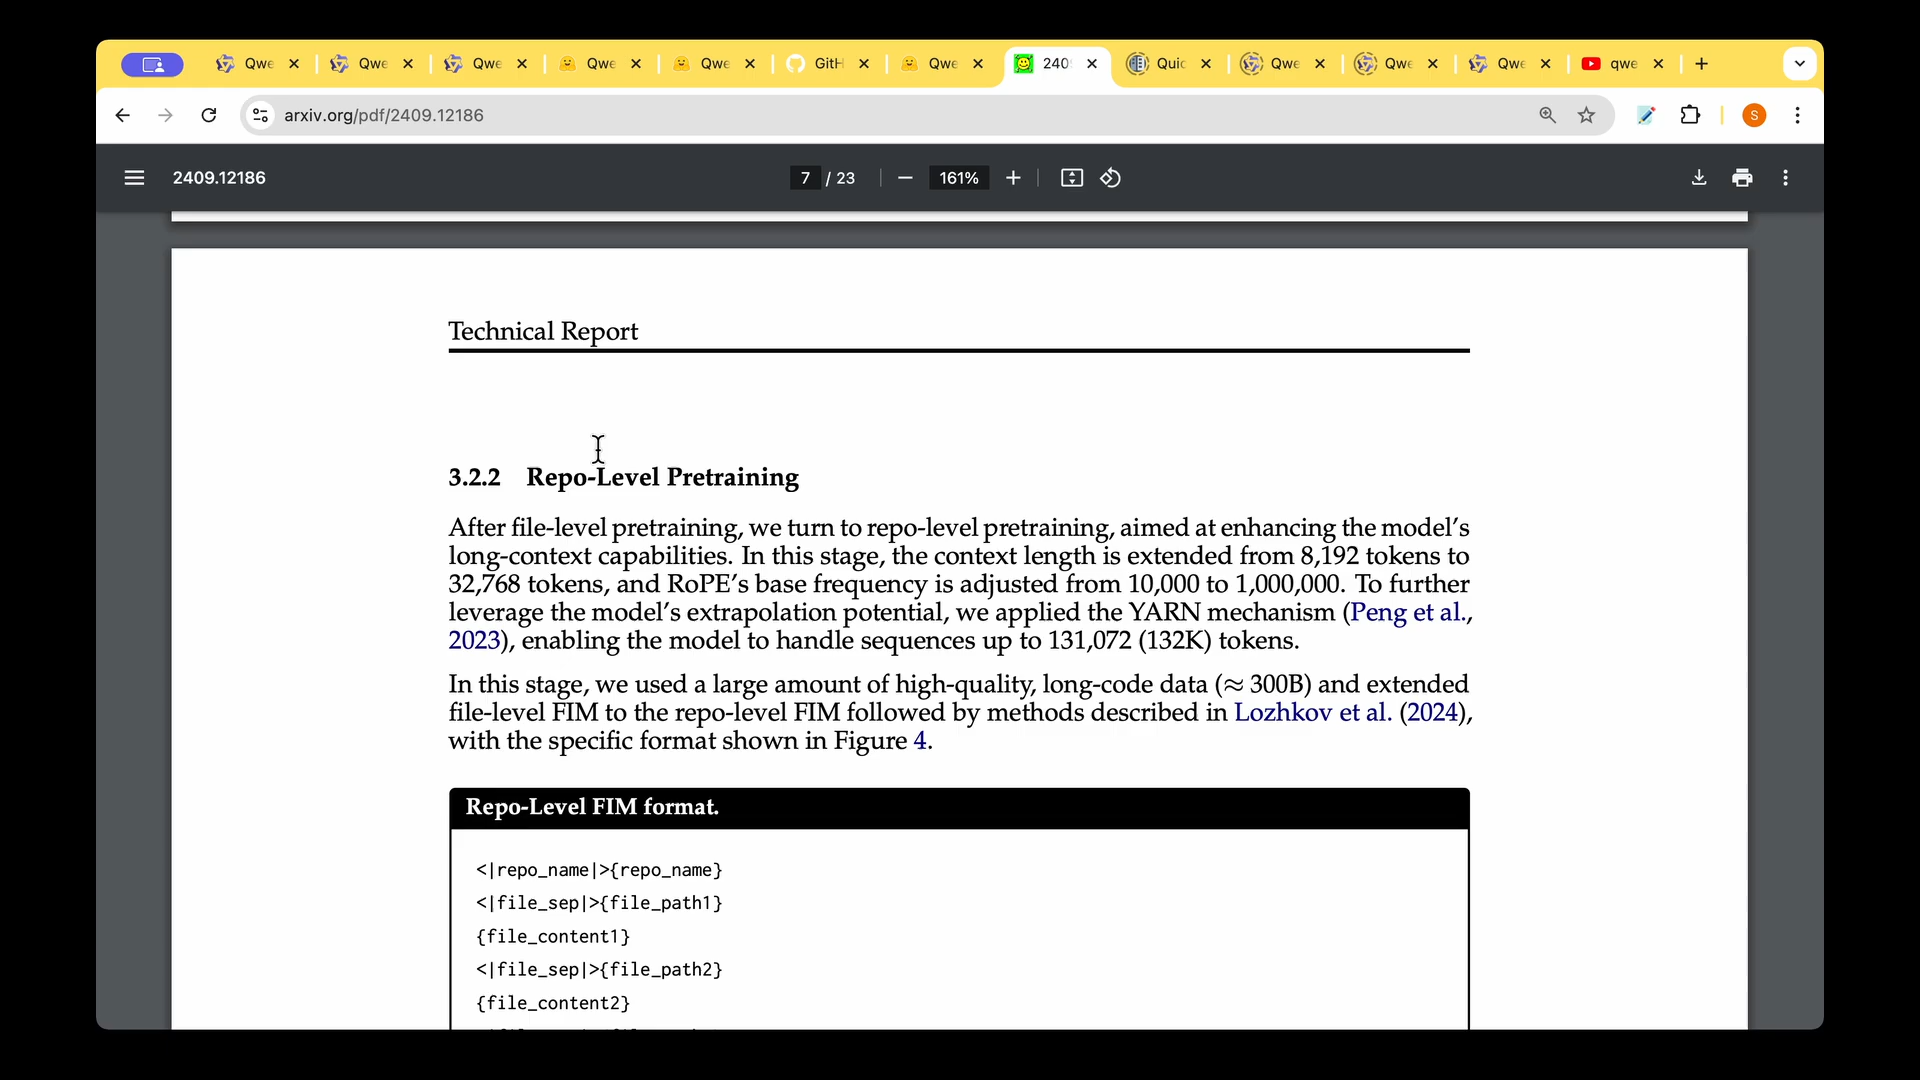 Qwe
Qwe
Qwe
Qwe
Qwe
GitH
Qwe
240
Quic
Qwe
Qwe
Qwe
qwe
arxiv.org/pdf/2409.12186
S
2409.12186
7 / 23
161%
Technical Report
3.2.2 Repo-Level Pretraining
After file-level pretraining, we turn to repo-level pretraining, aimed at enhancing the model's
long-context capabilities. In this stage, the context length is extended from 8,192 tokens to
32,768 tokens, and RoPE's base frequency is adjusted from 10,000 to 1,000,000. To further
leverage the model's extrapolation potential, we applied the YARN mechanism (Peng et al.,
2023), enabling the model to handle sequences up to 131,072 (132K) tokens.
In this stage, we used a large amount of high-quality, long-code data (≈ 300B) and extended
file-level FIM to the repo-level FIM followed by methods described in Lozhkov et al. (2024),
with the specific format shown in Figure 4.
Repo-Level FIM format.
<|repo_name|>{repo_name}
<|file_sep|>{file_path1}
{file_content1}
<|file_sep|>{file_path2}
{file_content2}